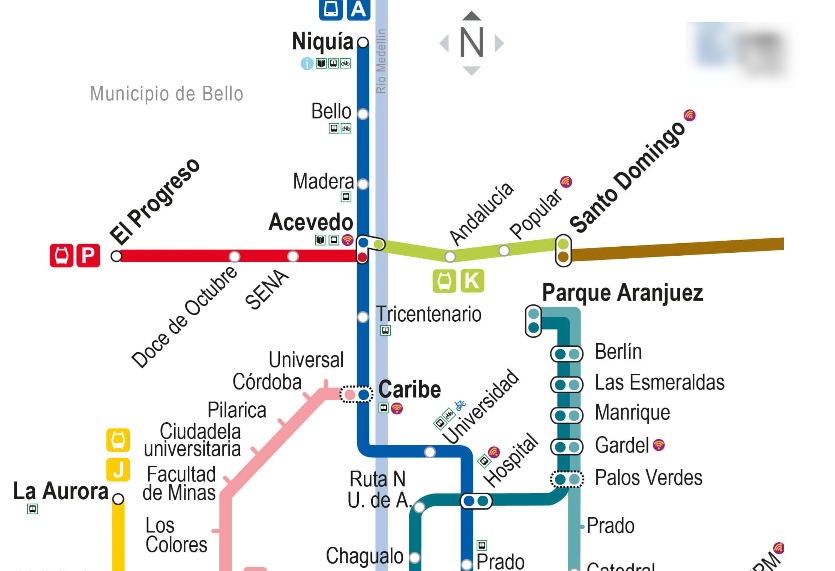 A
Niquía
N
Río Medellín
Municipio de Bello
Bello
Madera
El Progreso
Acevedo
Andalucía
Popular
Santo Domingo
P
Doce de Octubre
SENA
K
Parque Aranjuez
Tricentenario
Berlín
Universal
Córdoba
Caribe
Las Esmeraldas
Pilarica
Manrique
Ciudadela
universitaria
Universidad
Gardel
J
Facultad
de Minas
Hospital
Palos Verdes
La Aurora
Ruta N
U. de A.
Los
Colores
Prado
Chagualo
Prado
Catedral